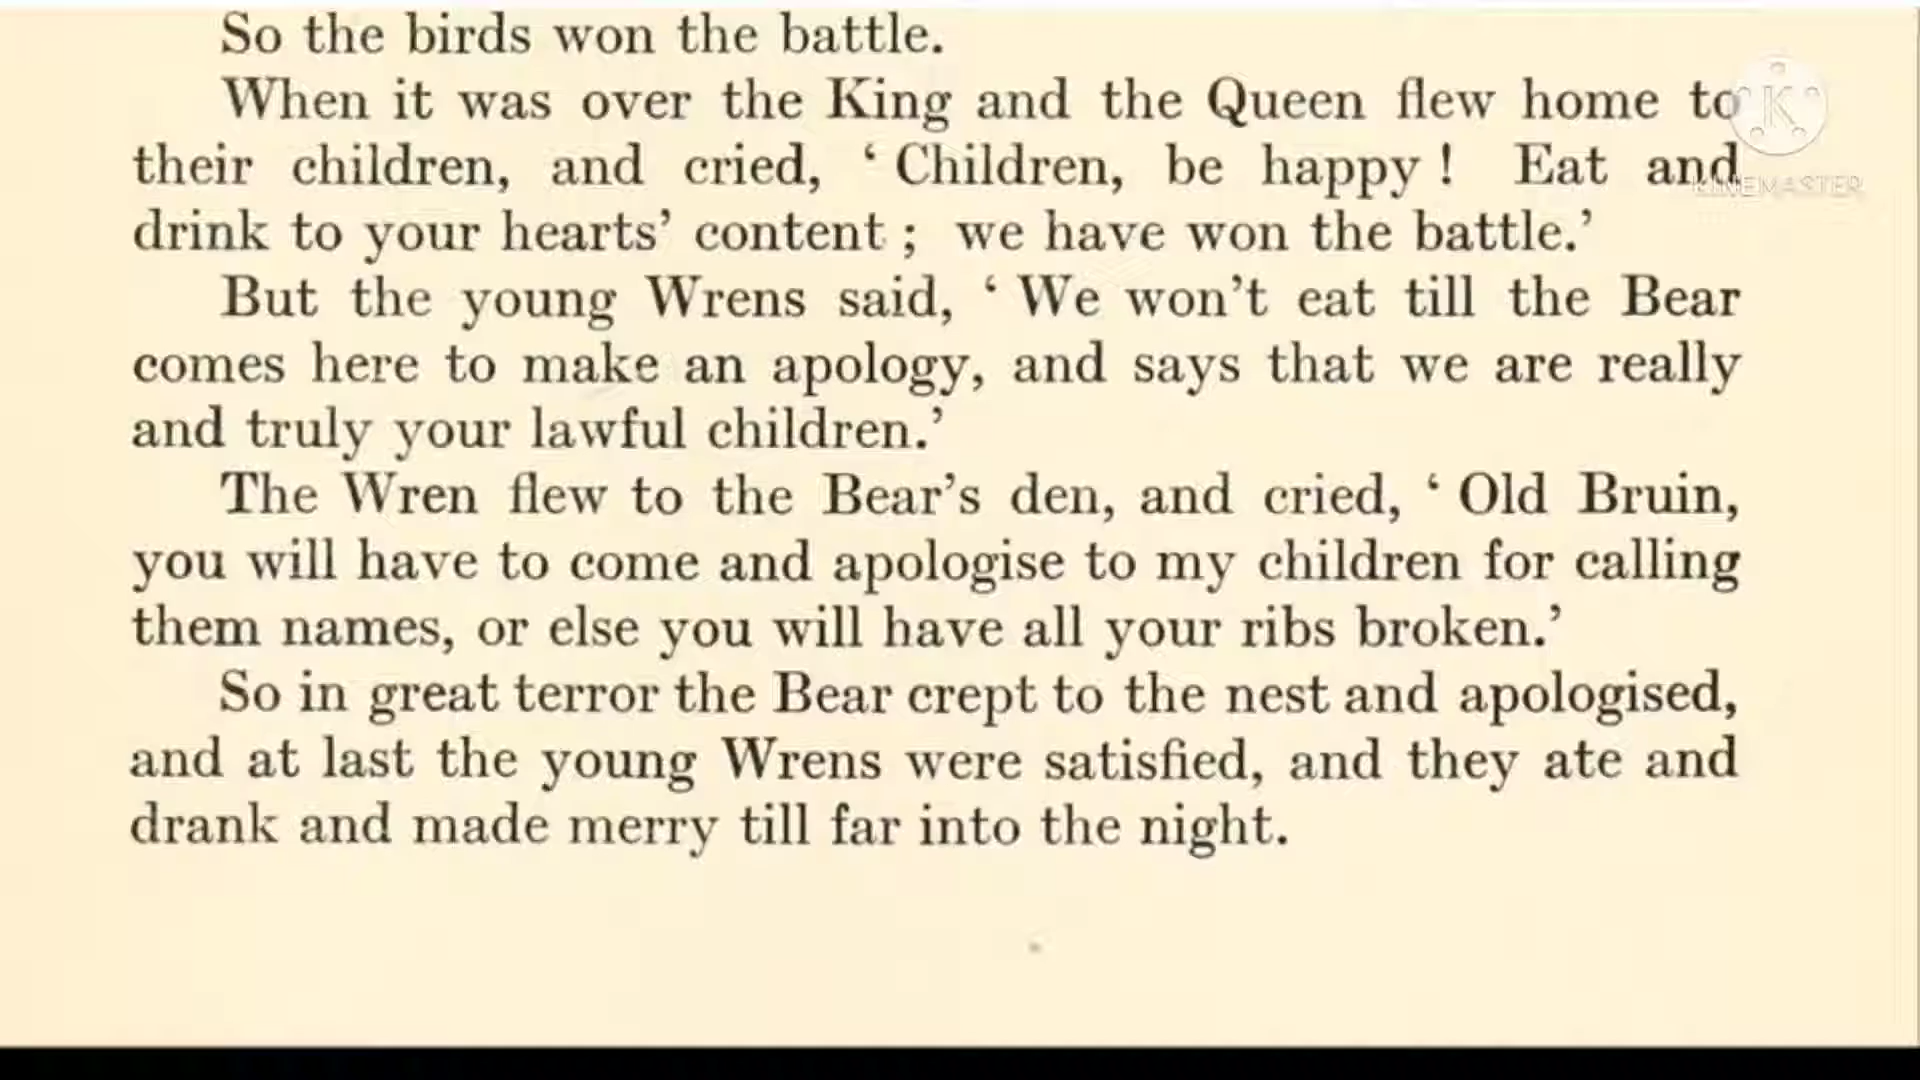 So the birds won the battle.
When it was over the King and the Queen flew home to
their children, and cried, ‘ Children, be happy ! Eat and
drink to your hearts’ content ; we have won the battle.’
But the young Wrens said, ‘ We won’t eat till the Bear
comes here to make an apology, and says that we are really
and truly your lawful children.’
The Wren flew to the Bear’s den, and cried, ‘ Old Bruin,
you will have to come and apologise to my children for calling
them names, or else you will have all your ribs broken.’
So in great terror the Bear crept to the nest and apologised,
and at last the young Wrens were satisfied, and they ate and
drank and made merry till far into the night.
K
KINEMASTER